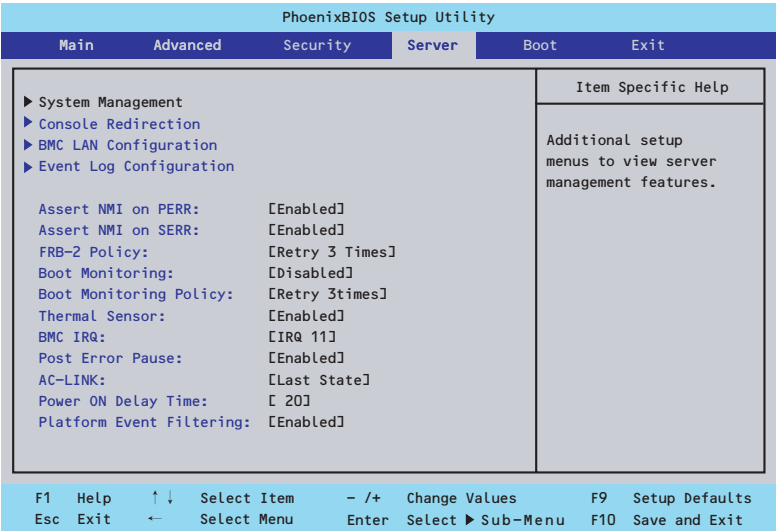 PhoenixBIOS Setup Utility
Main Advanced Security Server Boot Exit
Item Specific Help
▶ System Management
▶ Console Redirection
▶ BMC LAN Configuration
▶ Event Log Configuration
Additional setup
menus to view server
management features.
Assert NMI on PERR: [Enabled]
Assert NMI on SERR: [Enabled]
FRB-2 Policy: [Retry 3 Times]
Boot Monitoring: [Disabled]
Boot Monitoring Policy: [Retry 3times]
Thermal Sensor: [Enabled]
BMC IRQ: [IRQ 11]
Post Error Pause: [Enabled]
AC-LINK: [Last State]
Power ON Delay Time: [ 20]
Platform Event Filtering: [Enabled]
F1 Help ↑↓ Select Item - /+ Change Values F9 Setup Defaults
Esc Exit ← Select Menu Enter Select ▶ Sub-Menu F10 Save and Exit